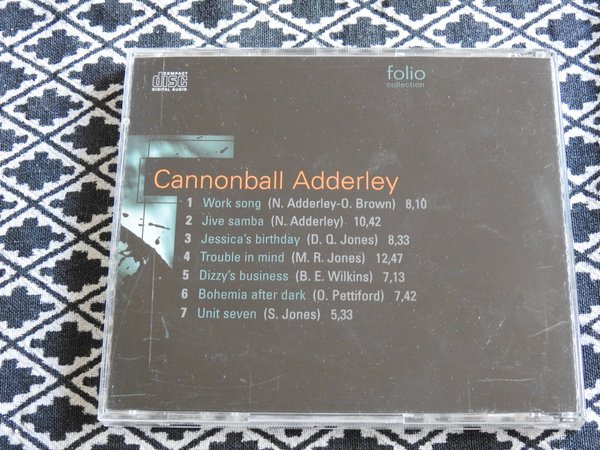 COMPACT
disc
DIGITAL AUDIO
folio
collection
Cannonball Adderley
1 Work song (N. Adderley-O. Brown) 8,10
2 Jive samba (N. Adderley) 10,42
3 Jessica's birthday (D. Q. Jones) 8,33
4 Trouble in mind (M. R. Jones) 12,47
5 Dizzy's business (B. E. Wilkins) 7,13
6 Bohemia after dark (O. Pettiford) 7,42
7 Unit seven (S. Jones) 5,33